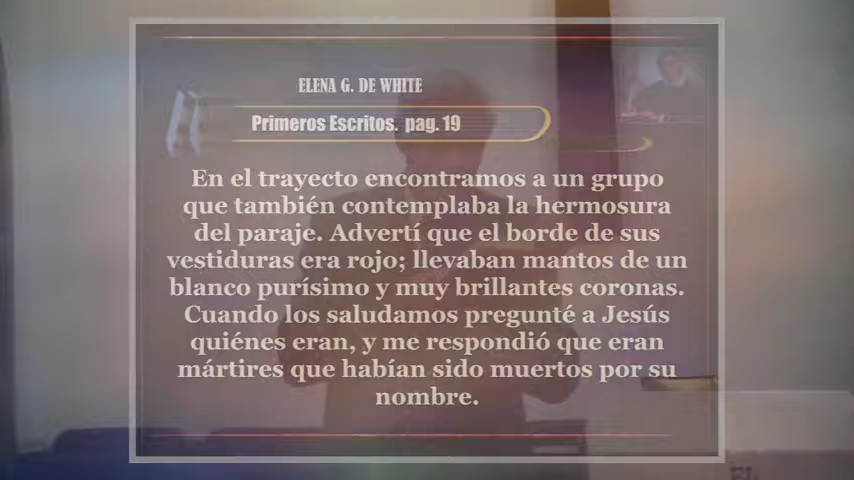 ELENA G. DE WHITE
Primeros Escritos. pag. 19
En el trayecto encontramos a un grupo
que también contemplaba la hermosura
del paraje. Advertí que el borde de sus
vestiduras era rojo; llevaban mantos de un
blanco purísimo y muy brillantes coronas.
Cuando los saludamos pregunté a Jesús
quiénes eran, y me respondió que eran
mártires que habían sido muertos por su
nombre.
EL